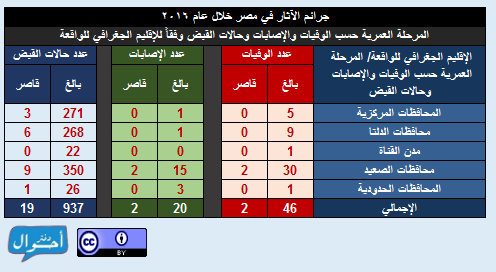 جرائم الآثار في مصر خلال عام ٢٠١٦
المرحلة العمرية حسب الوفيات والإصابات وحالات القبض وفقاً للإقليم الجغرافي للواقعة
الإقليم الجغرافي للواقعة/ المرحلة العمرية حسب الوفيات والإصابات وحالات القبض عدد الوفيات عدد الإصابات عدد حالات القبض
بالغ قاصر بالغ قاصر بالغ قاصر
المحافظات المركزية 5 0 1 0 271 3
محافظات الدلتا 9 0 1 0 268 6
مدن القناة 1 0 0 0 22 0
محافظات الصعيد 30 2 15 2 350 9
المحافظات الحدودية 1 0 3 0 26 1
الإجمالي 46 2 20 2 937 19
أحوال
cc BY